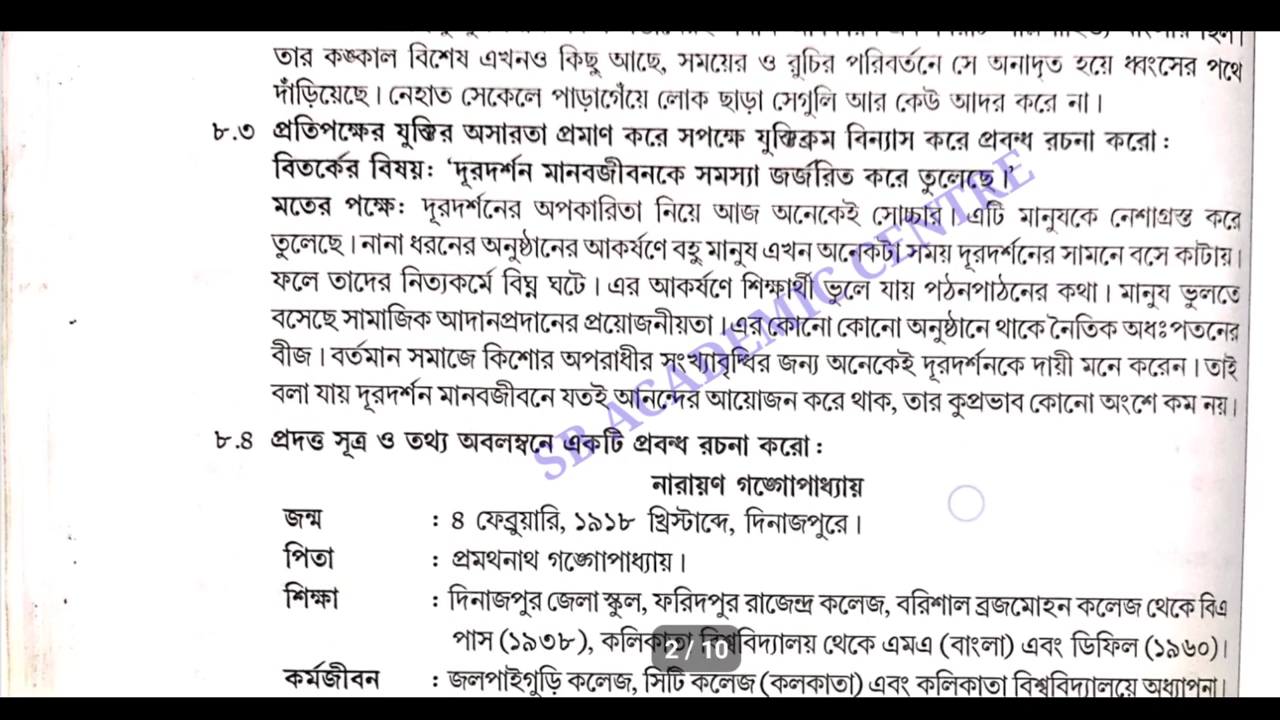 তার কঙ্কাল বিশেষ এখনও কিছু আছে, সময়ের ও রুচির পরিবর্তনে সে অনাদৃত হয়ে ধ্বংসের পথে
দাঁড়িয়েছে। নেহাত সেকেলে পাড়াগেঁয়ে লোক ছাড়া সেগুলি আর কেউ আদর করে না।
৮.৩ প্রতিপক্ষের যুক্তির অসারতা প্রমাণ করে সপক্ষে যুক্তিক্রম বিন্যাস করে প্রবন্ধ রচনা করো:
বিতর্কের বিষয়: ‘দূরদর্শন মানবজীবনকে সমস্যা জর্জরিত করে তুলেছে।’
মতের পক্ষে: দূরদর্শনের অপকারিতা নিয়ে আজ অনেকেই সোচ্চার। এটি মানুষকে নেশাগ্রস্ত করে
তুলেছে। নানা ধরনের অনুষ্ঠানের আকর্ষণে বহু মানুষ এখন অনেকটা সময় দূরদর্শনের সামনে বসে কাটায়।
ফলে তাদের নিত্যকর্মে বিঘ্ন ঘটে। এর আকর্ষণে শিক্ষার্থী ভুলে যায় পঠনপাঠনের কথা। মানুষ ভুলতে
বসেছে সামাজিক আদানপ্রদানের প্রয়োজনীয়তা। এর কোনো কোনো অনুষ্ঠানে থাকে নৈতিক অধঃপতনের
বীজ। বর্তমান সমাজে কিশোর অপরাধীর সংখ্যাবৃদ্ধির জন্য অনেকেই দূরদর্শনকে দায়ী মনে করেন। তাই
বলা যায় দূরদর্শন মানবজীবনে যতই আনন্দের আয়োজন করে থাক, তার কুপ্রভাব কোনো অংশে কম নয়।
৮.৪ প্রদত্ত সূত্র ও তথ্য অবলম্বনে একটি প্রবন্ধ রচনা করো:
নারায়ণ গঙ্গোপাধ্যায়
জন্ম : ৪ ফেব্রুয়ারি, ১৯১৮ খ্রিস্টাব্দে, দিনাজপুরে।
পিতা : প্রমথনাথ গঙ্গোপাধ্যায়।
শিক্ষা : দিনাজপুর জেলা স্কুল, ফরিদপুর রাজেন্দ্র কলেজ, বরিশাল ব্রজমোহন কলেজ থেকে বিএ
পাস (১৯৩৮), কলিকাতা বিশ্ববিদ্যালয় থেকে এমএ (বাংলা) এবং ডিফিল (১৯৬০)।
2 / 10
কর্মজীবন : জলপাইগুড়ি কলেজ, সিটি কলেজ (কলকাতা) এবং কলিকাতা বিশ্ববিদ্যালয়ে অধ্যাপনা।
SB ACADEMIC CENTRE